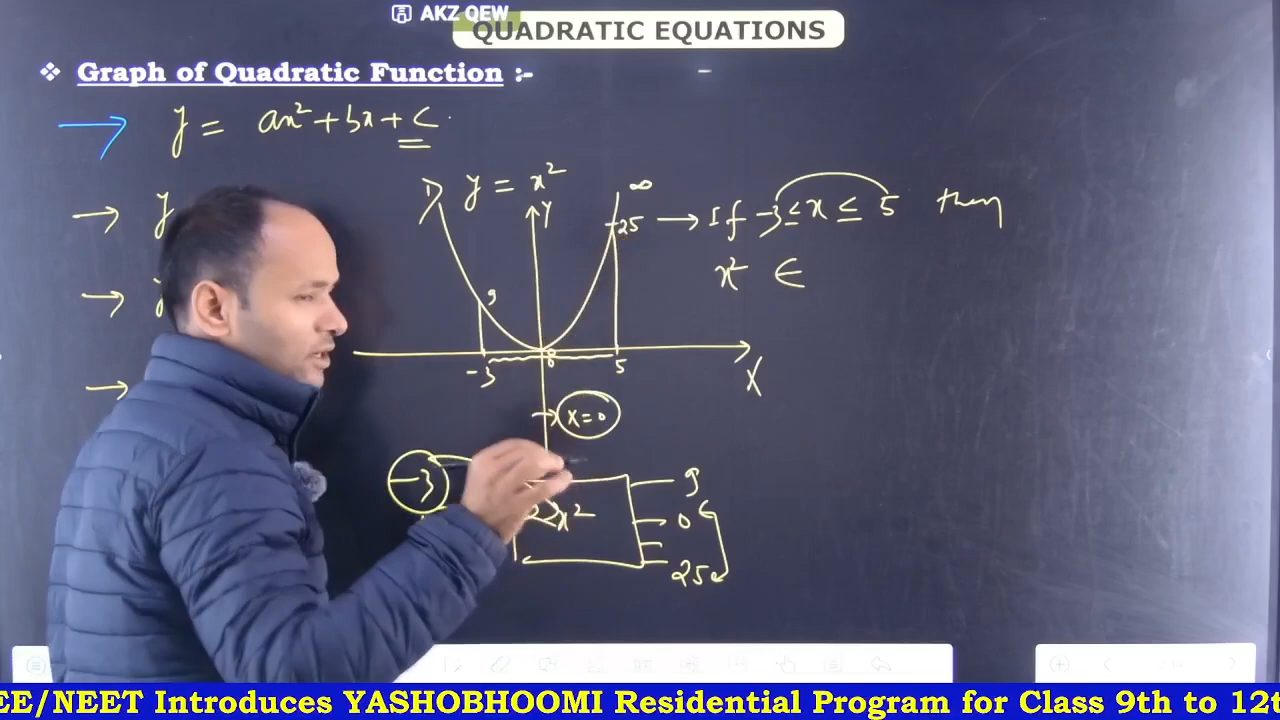 AKZ QEW
QUADRATIC EQUATIONS
❖ Graph of Quadratic Function :-
→ y = ax² + bx + c
→ y
1) y = x²
Y
∞
25
→ If -3 ≤ x ≤ 5 then
x² ∈
→
9
→
-3
0
5
X
→ x=0
-3
x²
9
0
25
EE/NEET Introduces YASHOBHOOMI Residential Program for Class 9th to 12t